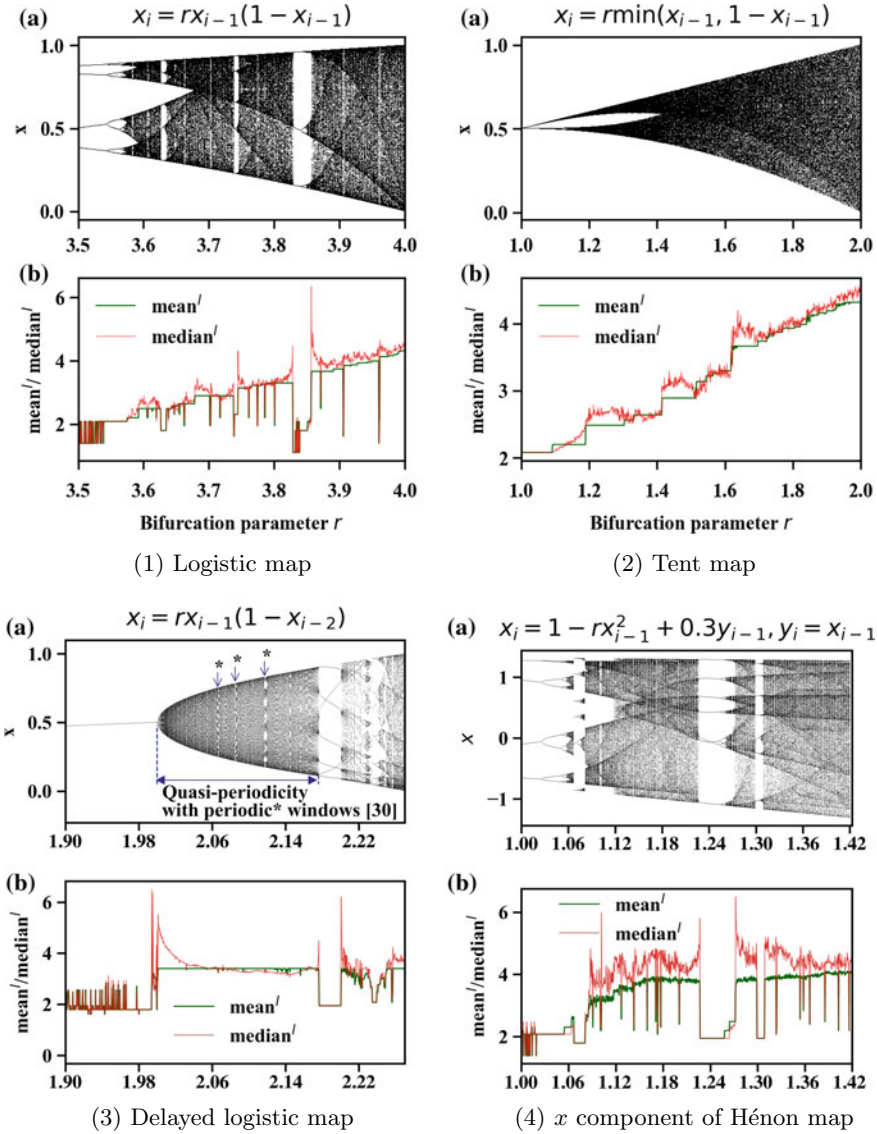 (a)
x_i = rx_{i−1}(1 − x_{i−1})
1.0
x
0.5
0.0
3.5 3.6 3.7 3.8 3.9 4.0
(b)
6
mean^l
median^l
mean^l/ median^l
4
2
3.5 3.6 3.7 3.8 3.9 4.0
Bifurcation parameter r
(1) Logistic map
(a)
x_i = rmin(x_{i−1}, 1 − x_{i−1})
1.0
x
0.5
0.0
1.0 1.2 1.4 1.6 1.8 2.0
(b)
mean^l
median^l
mean^l/ median^l
4
3
2
1.0 1.2 1.4 1.6 1.8 2.0
Bifurcation parameter r
(2) Tent map
(a)
x_i = rx_{i−1}(1 − x_{i−2})
1.0
* * *
x
0.5
0.0
Quasi-periodicity
with periodic* windows [30]
1.90 1.98 2.06 2.14 2.22
(b)
6
mean^l/median^l
4
2
mean^l
median^l
0
1.90 1.98 2.06 2.14 2.22
(3) Delayed logistic map
(a)
x_i = 1 − rx²_{i−1} + 0.3y_{i−1}, y_i = x_{i−1}
1
x
0
−1
1.00 1.06 1.12 1.18 1.24 1.30 1.36 1.42
(b)
mean^l
median^l
6
mean^l/median^l
4
2
1.00 1.06 1.12 1.18 1.24 1.30 1.36 1.42
(4) x component of Hénon map